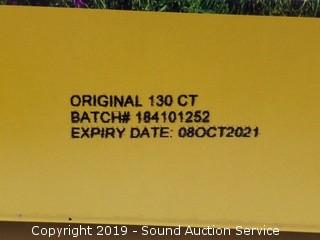 ORIGINAL 130 CT
BATCH# 184101252
EXPIRY DATE: 08OCT2021
Copyright 2019 - Sound Auction Service